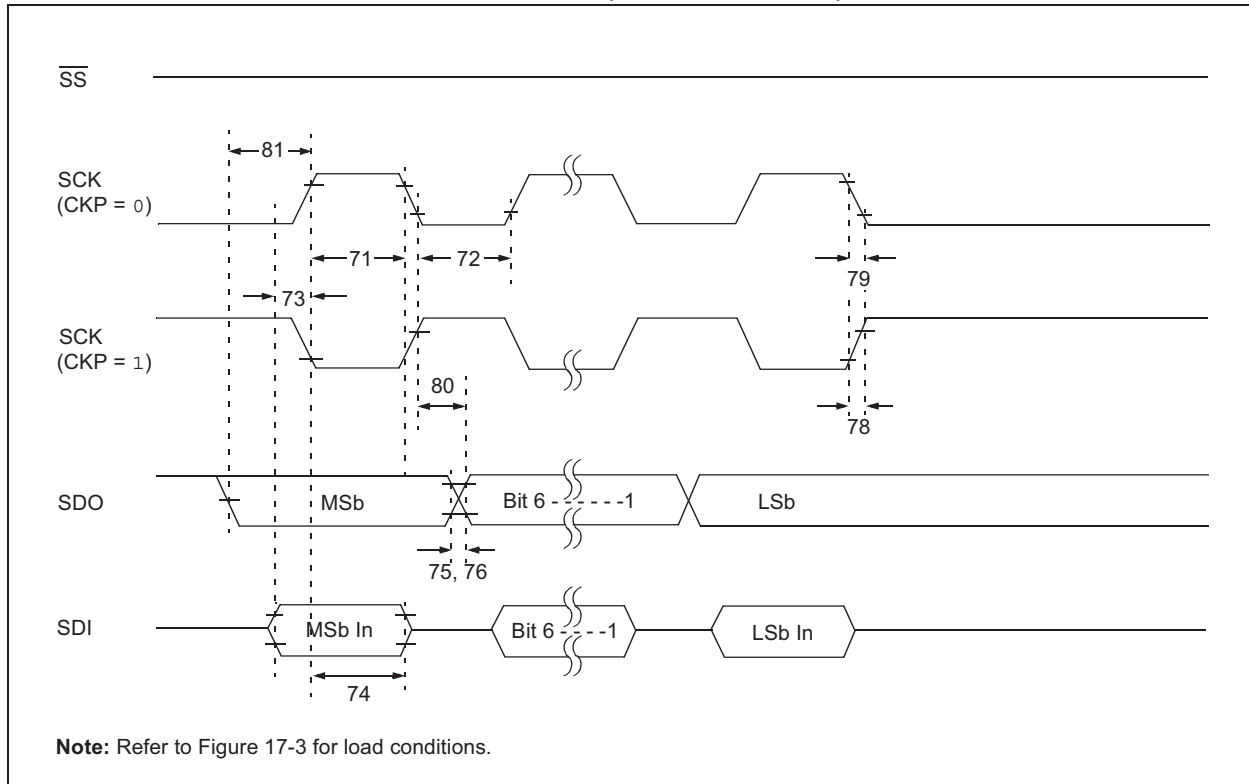 SS
81
SCK
(CKP = 0)
71
72
79
73
SCK
(CKP = 1)
80
78
SDO
MSb
Bit 6 - - - - - - -1
LSb
75, 76
SDI
MSb In
Bit 6 - - - - -1
LSb In
74
Note: Refer to Figure 17-3 for load conditions.